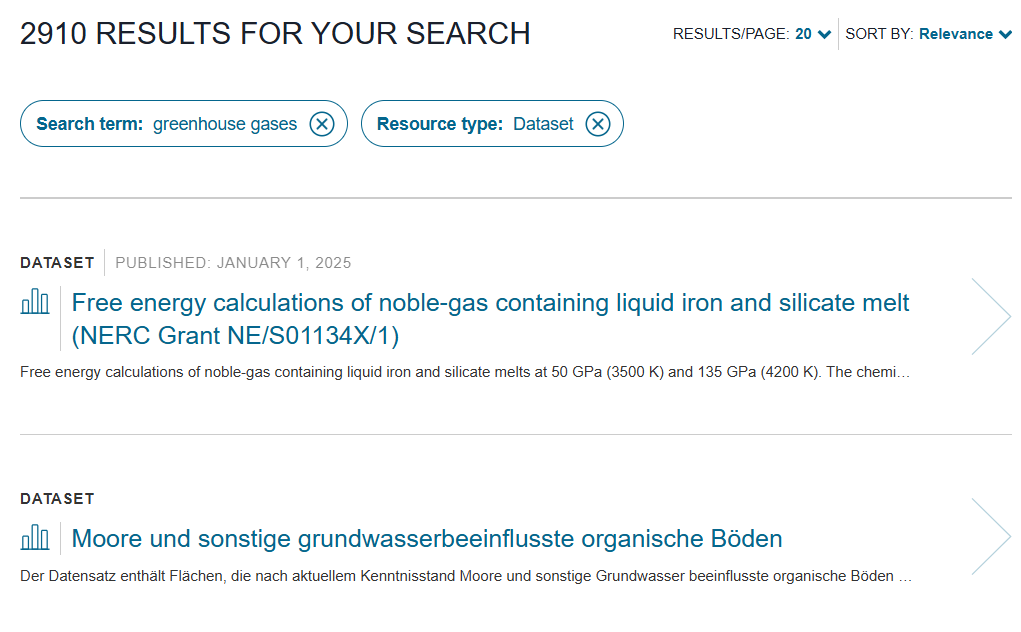 2910 RESULTS FOR YOUR SEARCH
RESULTS/PAGE: 20 SORT BY: Relevance
Search term: greenhouse gases Resource type: Dataset
DATASET PUBLISHED: JANUARY 1, 2025
Free energy calculations of noble-gas containing liquid iron and silicate melt
(NERC Grant NE/S01134X/1)
Free energy calculations of noble-gas containing liquid iron and silicate melts at 50 GPa (3500 K) and 135 GPa (4200 K). The chemi…
DATASET
Moore und sonstige grundwasserbeeinflusste organische Böden
Der Datensatz enthält Flächen, die nach aktuellem Kenntnisstand Moore und sonstige Grundwasser beeinflusste organische Böden …